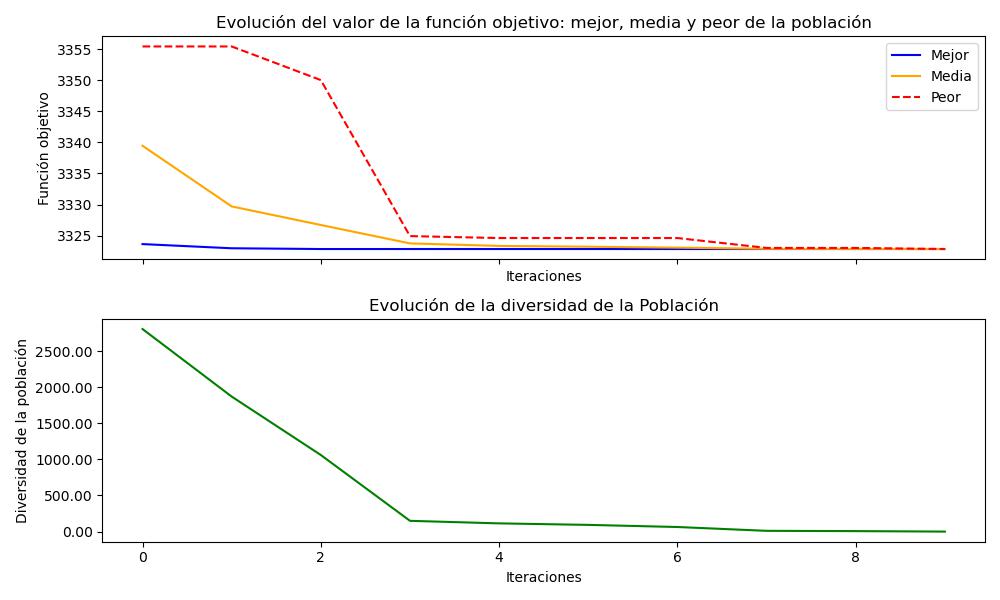 Evolución del valor de la función objetivo: mejor, media y peor de la población
Función objetivo
3355
3350
3345
3340
3335
3330
3325
Mejor
Media
Peor
Iteraciones
Evolución de la diversidad de la Población
Diversidad de la población
2500.00
2000.00
1500.00
1000.00
500.00
0.00
0 2 4 6 8
Iteraciones